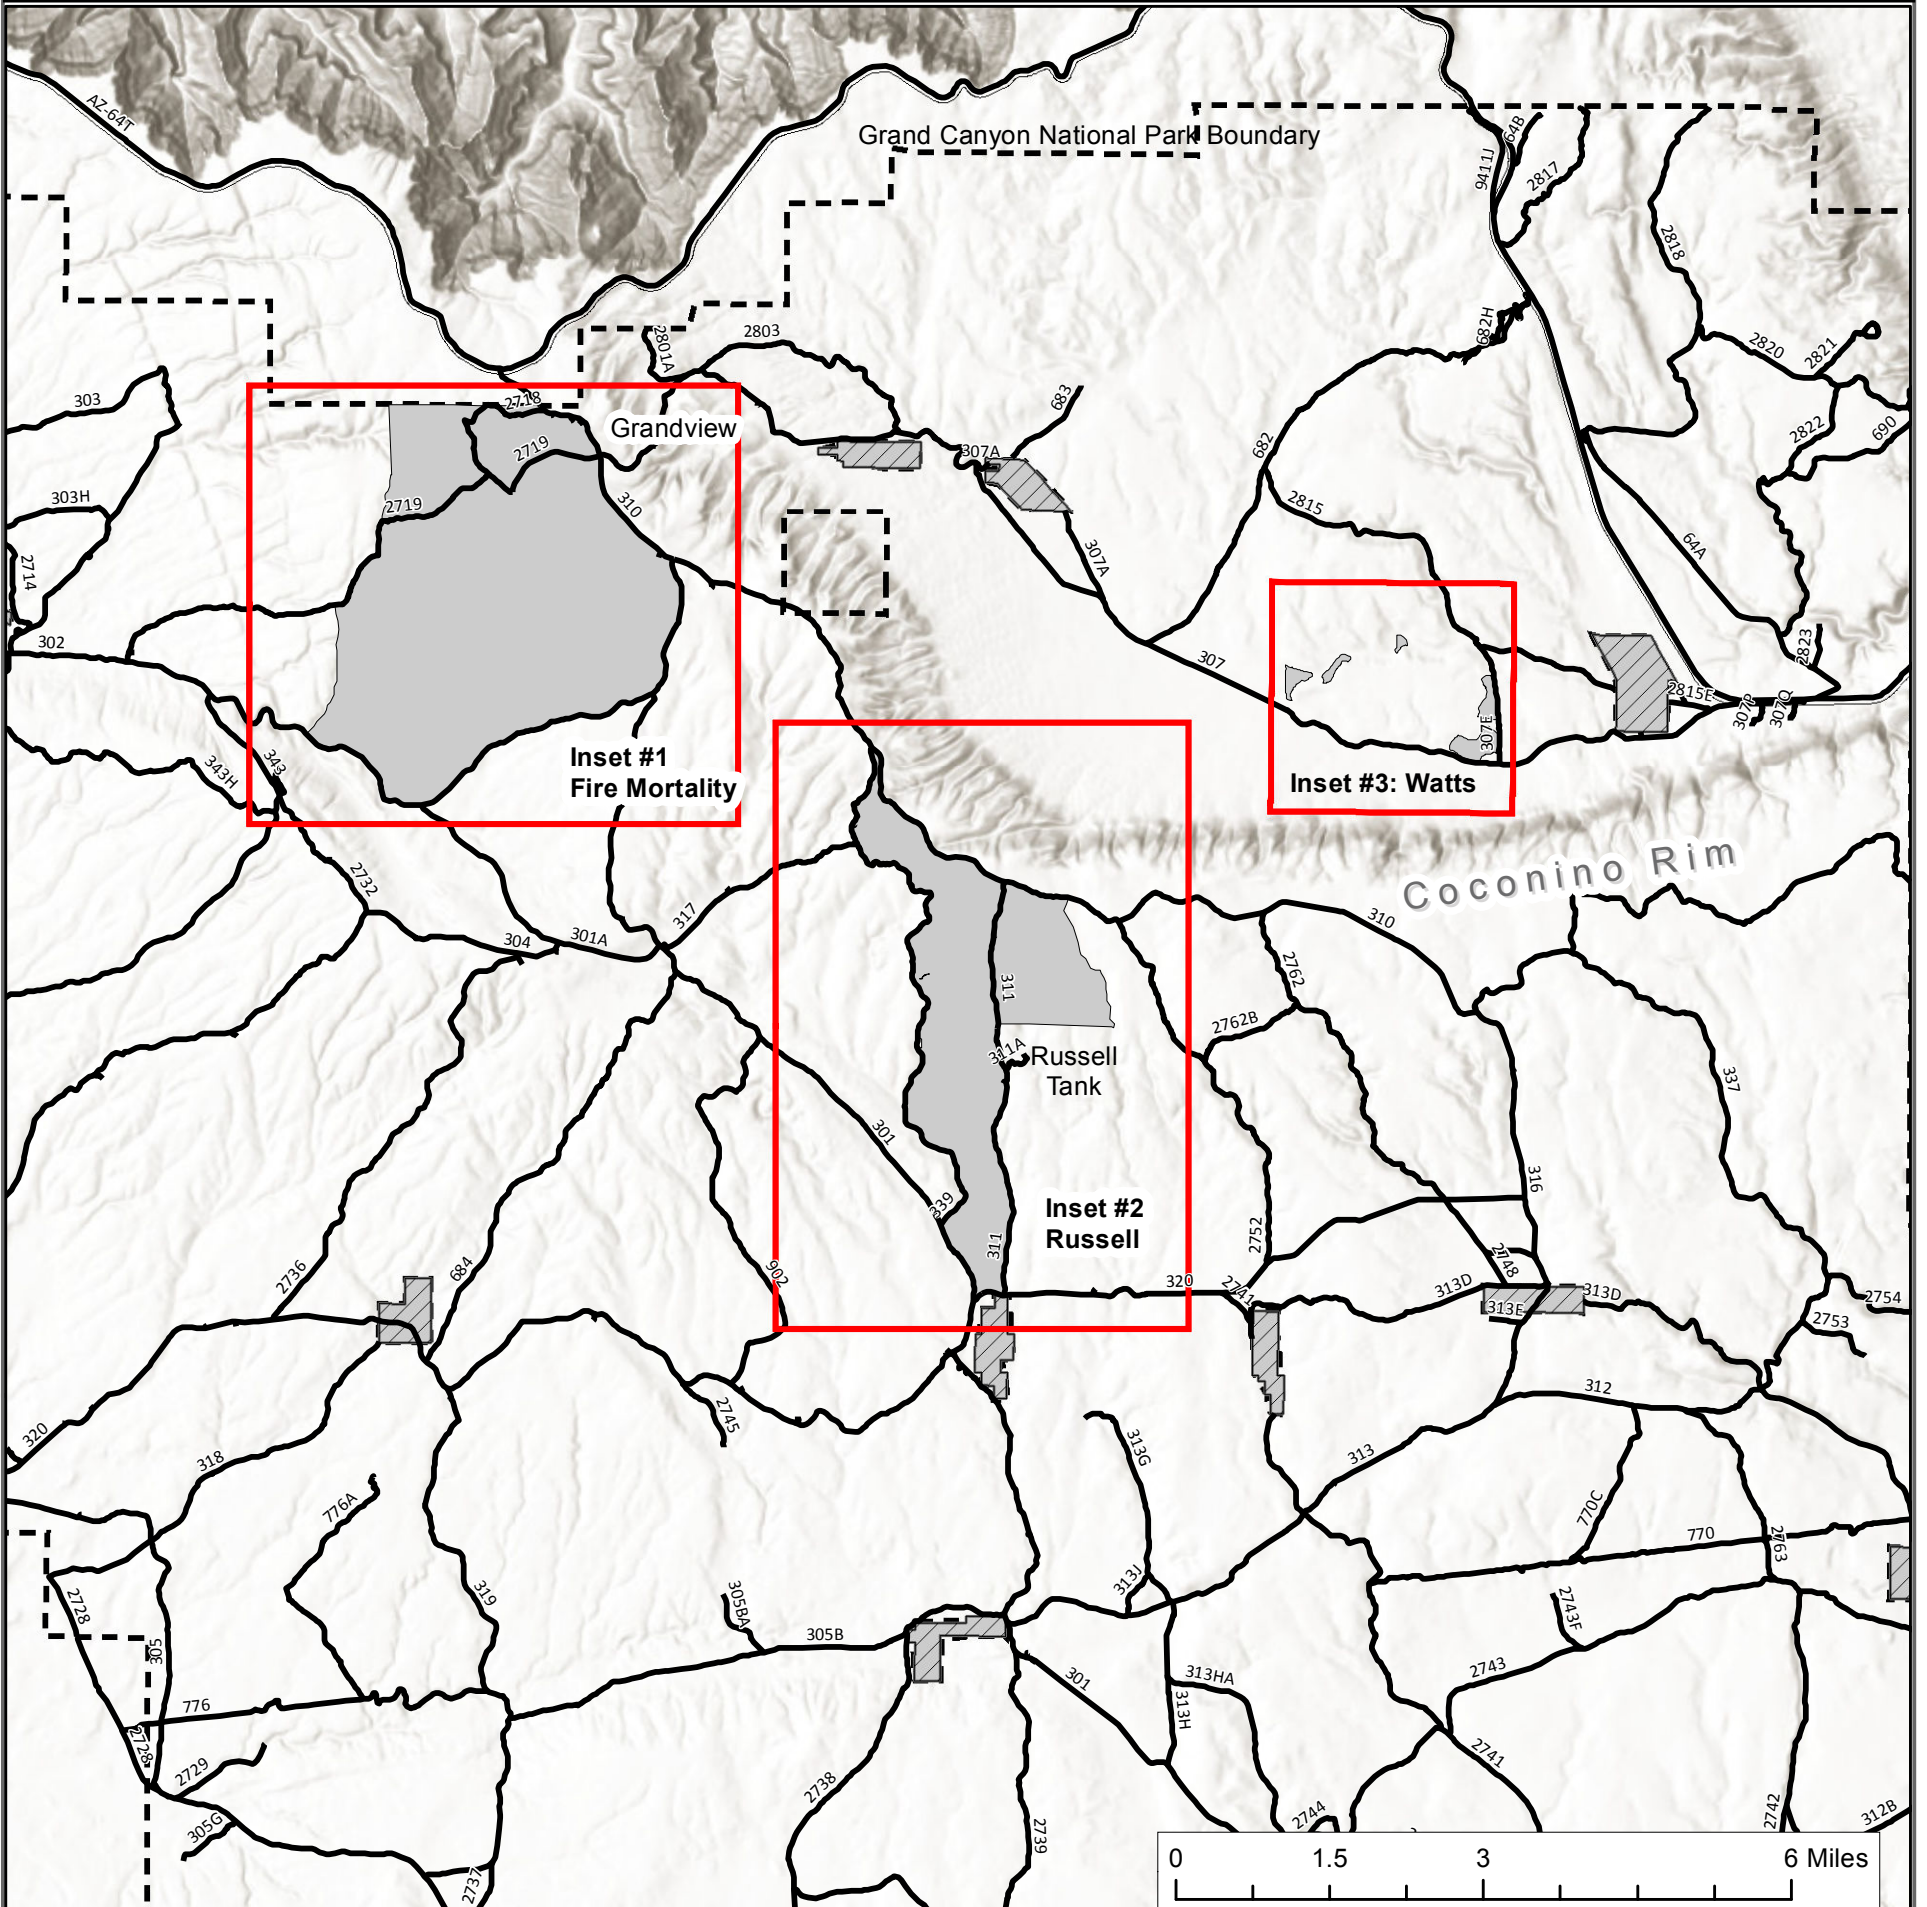 AZ-64T
Grand Canyon National Park Boundary
64B
9411J
2817
2818
682H
2820
2821
2801A
2803
303
2718
Grandview
683
2719
307A
682
2822
690
303H
2719
310
2815
64A
2714
307A
302
307
2823
2815E
307P
307Q
307E
343
343H
Inset #1
Fire Mortality
Inset #3: Watts
Coconino Rim
2732
317
310
304
301A
2762
311
2762B
311A
Russell
Tank
337
301
316
339
Inset #2
Russell
2752
311
2748
2736
684
902
320
2741
313D
313D
313E
2754
2753
312
2745
320
318
313G
313
776A
770C
770
2763
313J
2728
319
305BA
2743F
305
305B
301
313HA
2743
776
313H
2728
2729
2741
2738
305G
2744
2742
312B
2739
2737
0
1.5
3
6 Miles